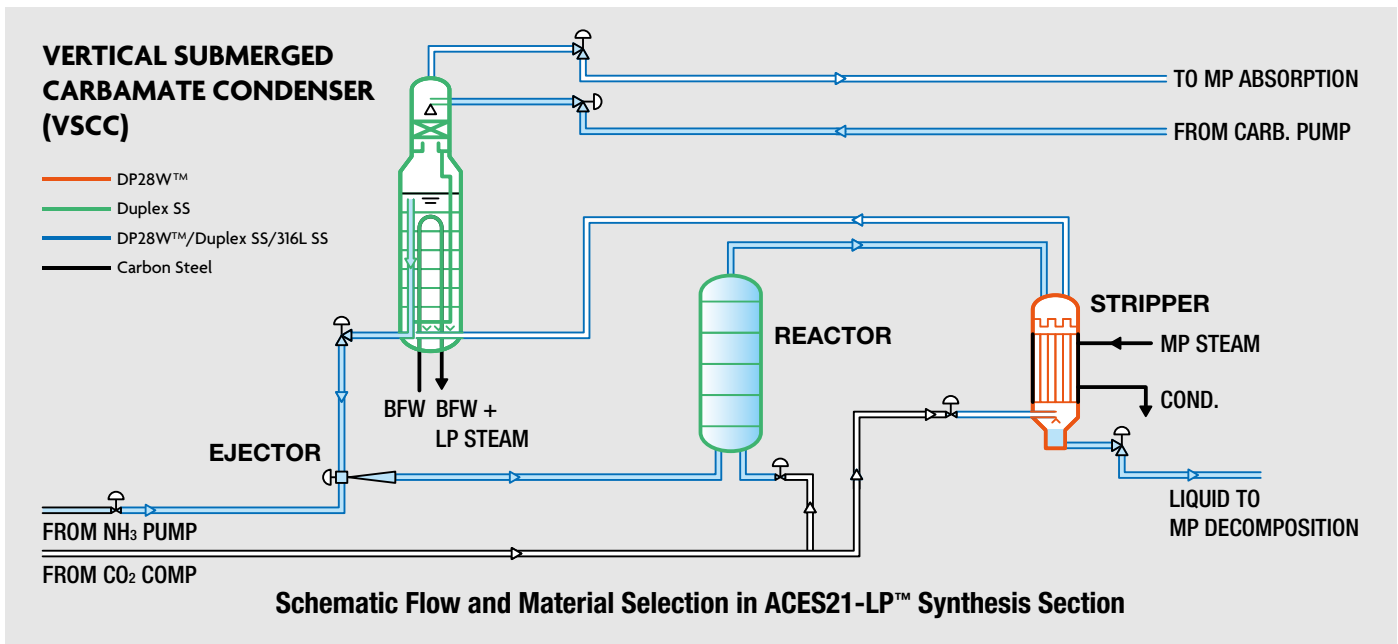 VERTICAL SUBMERGED
CARBAMATE CONDENSER
(VSCC)
DP28W™
Duplex SS
DP28W™/Duplex SS/316L SS
Carbon Steel
TO MP ABSORPTION
FROM CARB. PUMP
REACTOR
STRIPPER
MP STEAM
COND.
BFW
BFW +
LP STEAM
EJECTOR
LIQUID TO
MP DECOMPOSITION
FROM NH₃ PUMP
FROM CO₂ COMP
Schematic Flow and Material Selection in ACES21-LP™ Synthesis Section